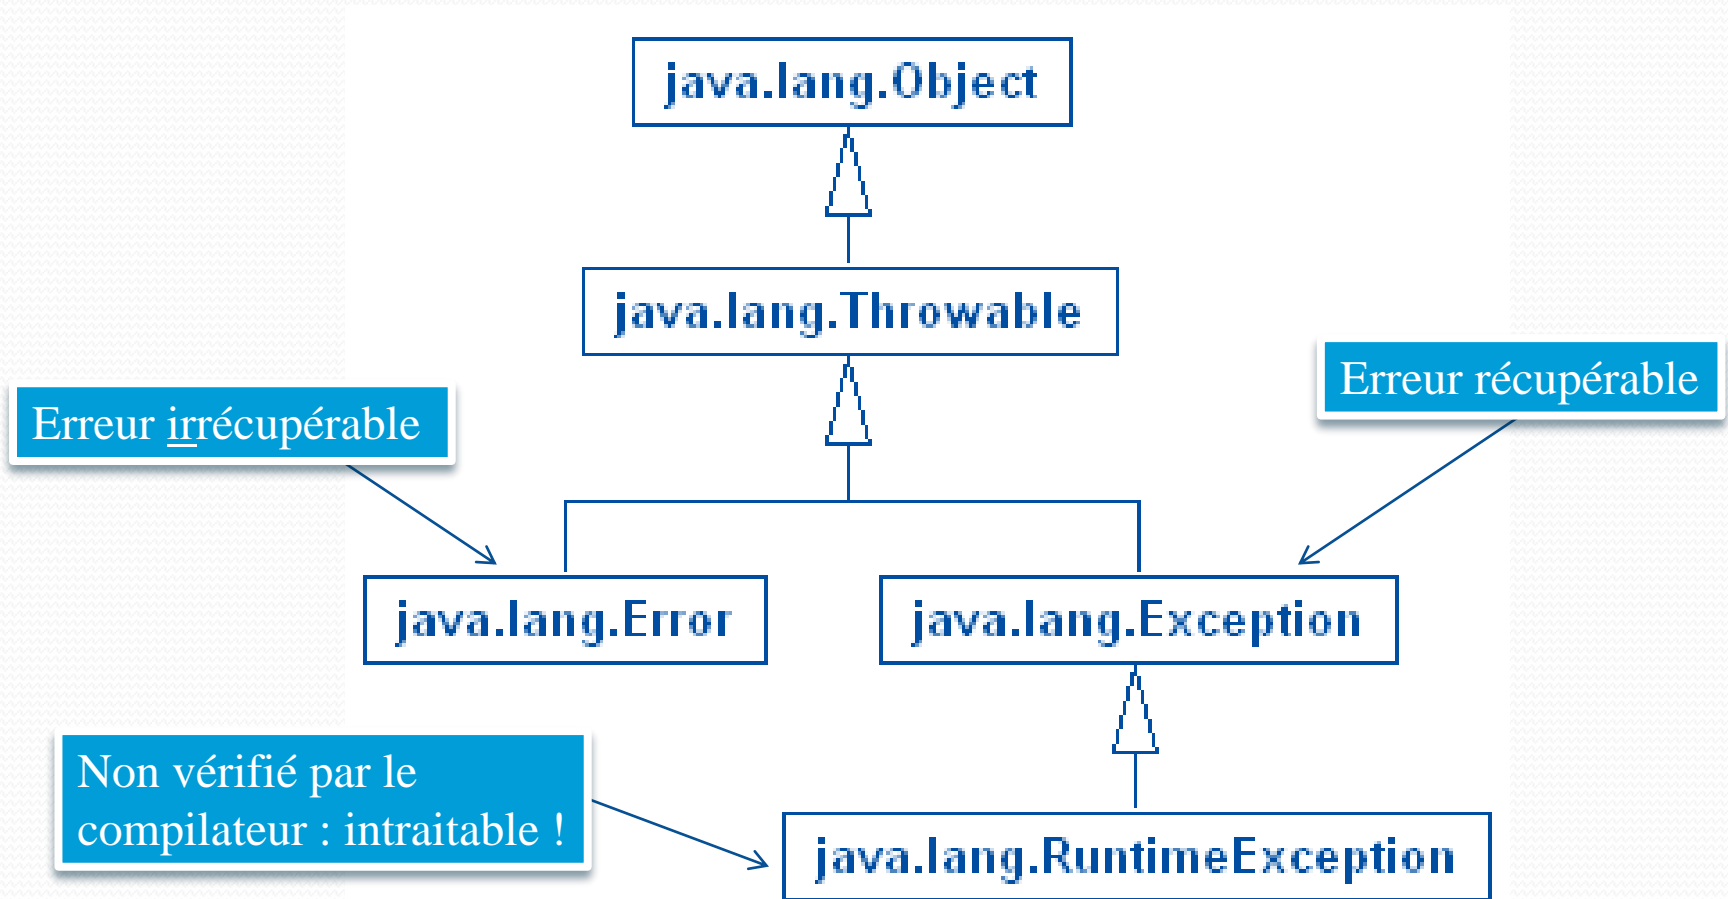 java.lang.Object
java.lang.Throwable
Erreur récupérable
Erreur irrécupérable
java.lang.Error
java.lang.Exception
Non vérifié par le
compilateur : intraitable !
java.lang.RuntimeException